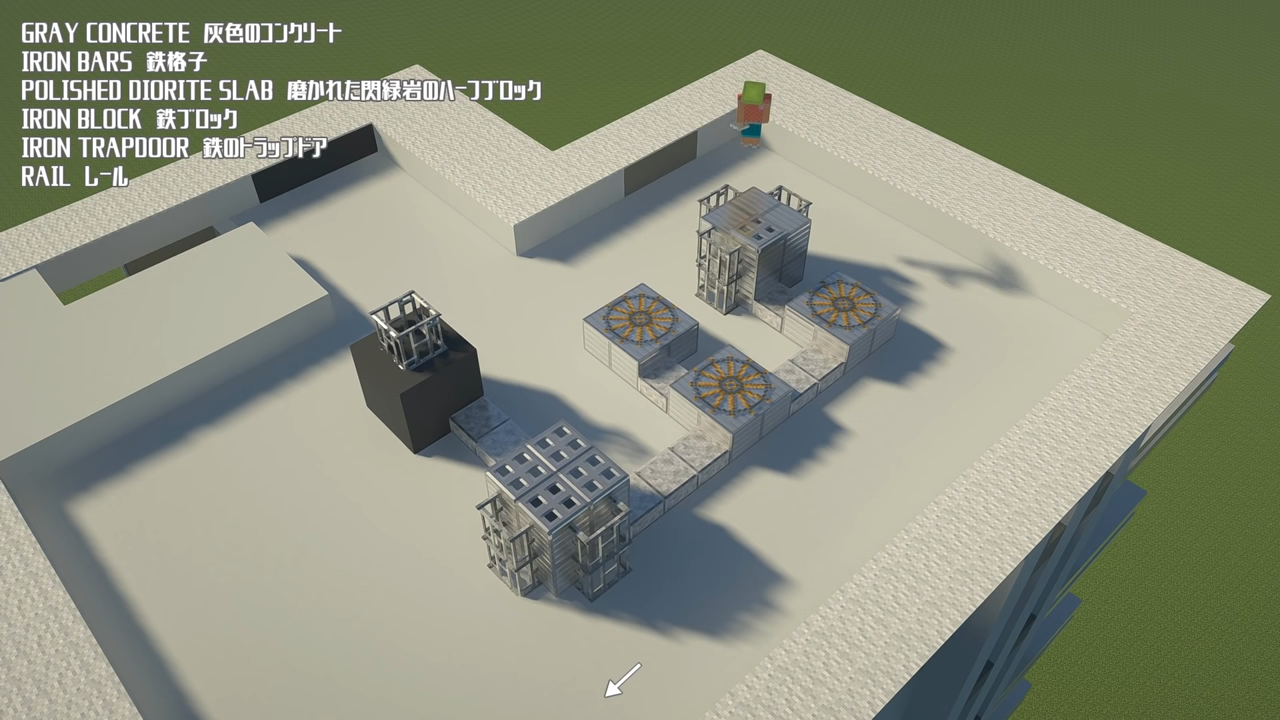 GRAY CONCRETE 灰色のコンクリート
IRON BARS 鉄格子
POLISHED DIORITE SLAB 磨かれた閃緑岩のハーフブロック
IRON BLOCK 鉄ブロック
IRON TRAPDOOR 鉄のトラップドア
RAIL レール